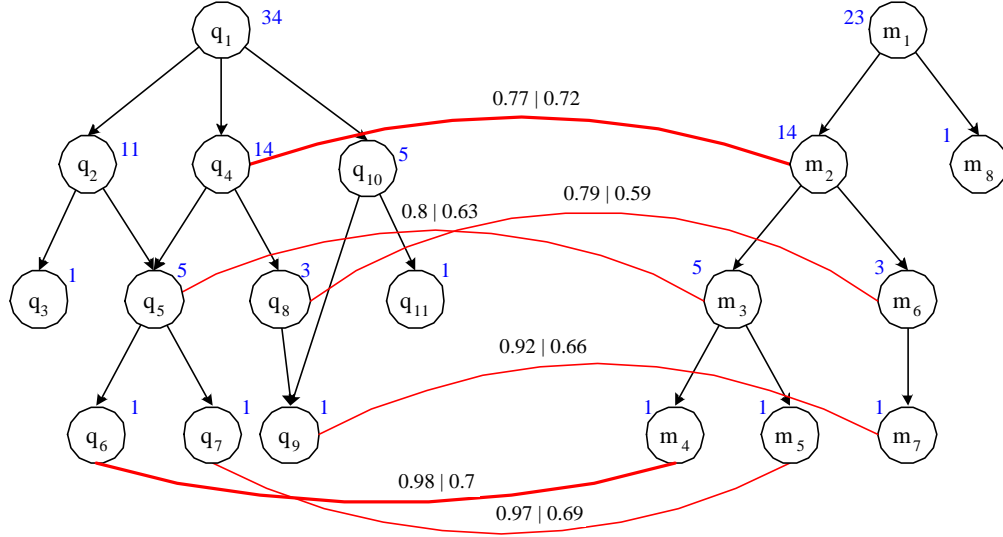 34
q1
23
m1
0.77 | 0.72
11
q2
14
q4
5
q10
14
m2
1
m8
0.79 | 0.59
0.8 | 0.63
1
q3
5
q5
3
q8
1
q11
5
m3
3
m6
0.92 | 0.66
1
q6
1
q7
1
q9
1
m4
1
m5
1
m7
0.98 | 0.7
0.97 | 0.69